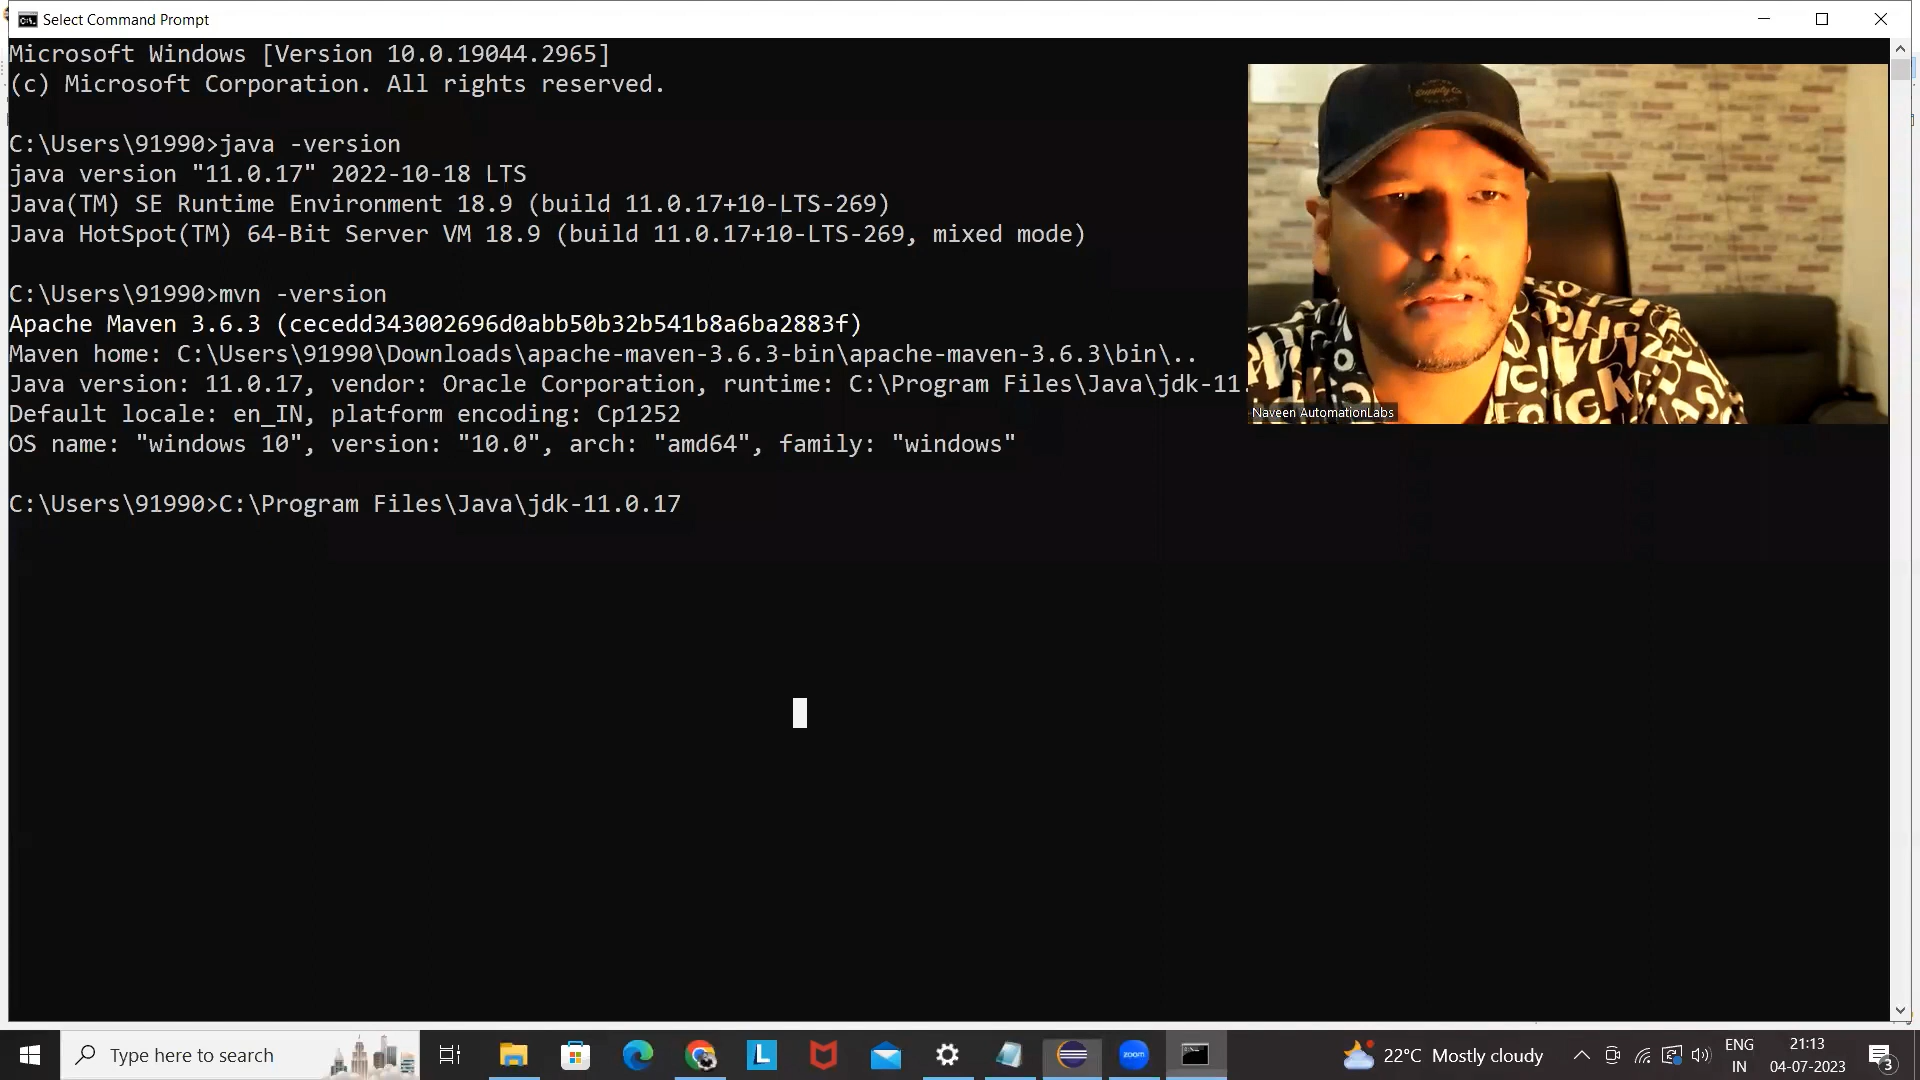 Select Command Prompt
Microsoft Windows [Version 10.0.19044.2965]
(c) Microsoft Corporation. All rights reserved.
C:\Users\91990>java -version
java version "11.0.17" 2022-10-18 LTS
Java(TM) SE Runtime Environment 18.9 (build 11.0.17+10-LTS-269)
Java HotSpot(TM) 64-Bit Server VM 18.9 (build 11.0.17+10-LTS-269, mixed mode)
C:\Users\91990>mvn -version
Apache Maven 3.6.3 (cecedd343002696d0abb50b32b541b8a6ba2883f)
Maven home: C:\Users\91990\Downloads\apache-maven-3.6.3-bin\apache-maven-3.6.3\bin\..
Java version: 11.0.17, vendor: Oracle Corporation, runtime: C:\Program Files\Java\jdk-11.
Default locale: en_IN, platform encoding: Cp1252
OS name: "windows 10", version: "10.0", arch: "amd64", family: "windows"
C:\Users\91990>C:\Program Files\Java\jdk-11.0.17
Naveen AutomationLabs
Type here to search
L
zoom
22°C Mostly cloudy
ENG
IN
21:13
04-07-2023
3